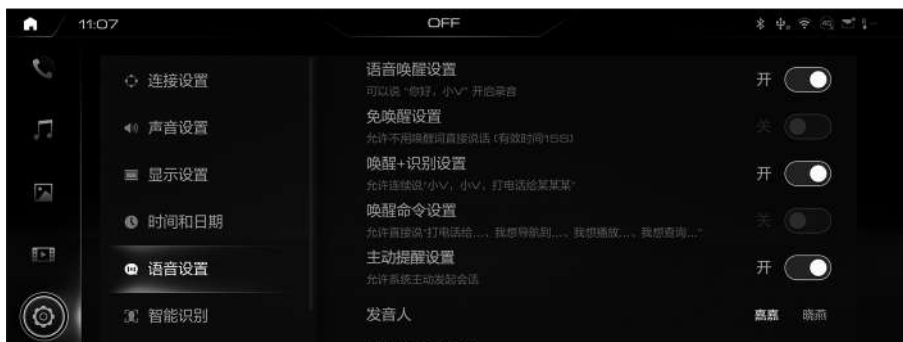 11:07
OFF
连接设置
声音设置
显示设置
时间和日期
语音设置
智能识别
语音唤醒设置
开
可以说 “你好，小V” 开启录音
免唤醒设置
关
允许不用唤醒词直接说话 (有效时间15S)
唤醒+识别设置
开
允许连续说“小V，小V，打电话给某某某”
唤醒命令设置
关
允许直接说“打电话给...、我想导航到...、我想播放...、我想查询...”
主动提醒设置
开
允许系统主动发起会话
发音人
嘉嘉 晓燕